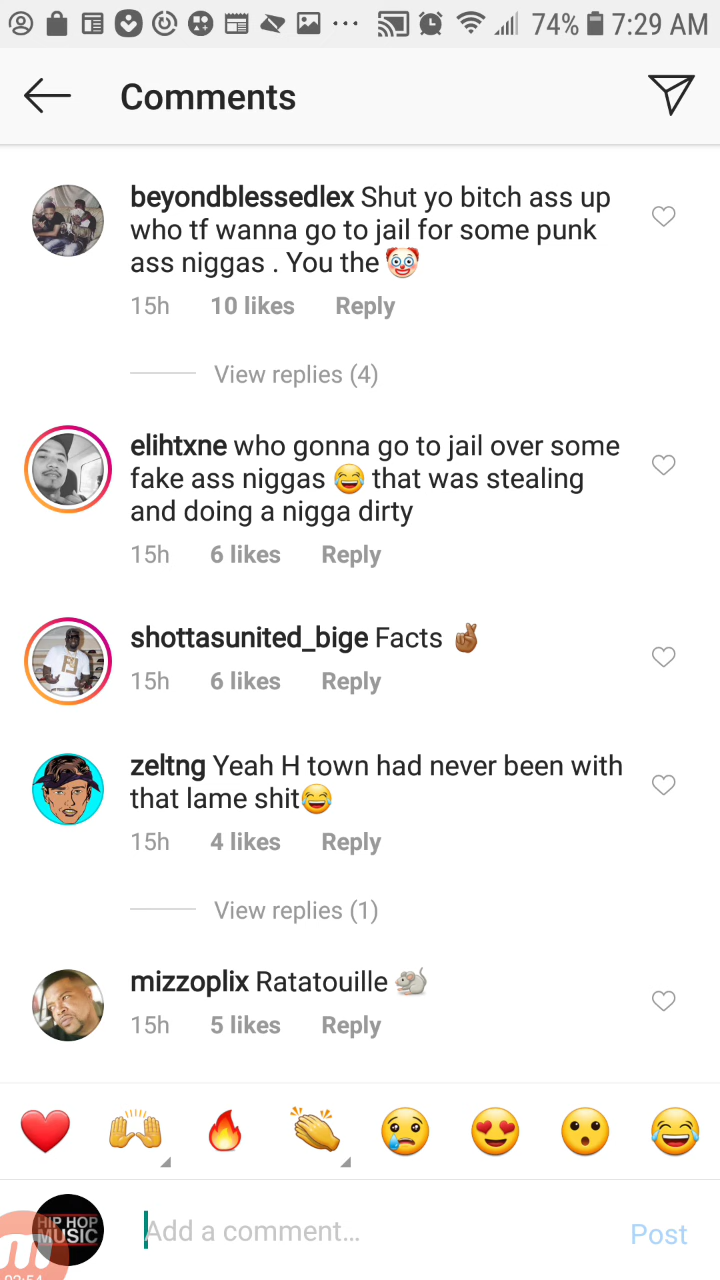 74% 7:29 AM
Comments
beyondblessedlex Shut yo bitch ass up
who tf wanna go to jail for some punk
ass niggas . You the 🤡
15h 10 likes Reply
View replies (4)
elihtxne who gonna go to jail over some
fake ass niggas 😂 that was stealing
and doing a nigga dirty
15h 6 likes Reply
shottasunited_bige Facts 🤞🏾
15h 6 likes Reply
zeltng Yeah H town had never been with
that lame shit😂
15h 4 likes Reply
View replies (1)
mizzoplix Ratatouille 🐁
15h 5 likes Reply
❤️ 🙌 🔥 👏 😢 😍 😮 😂
HIP HOP
MUSIC
Add a comment...
Post
m
02:54